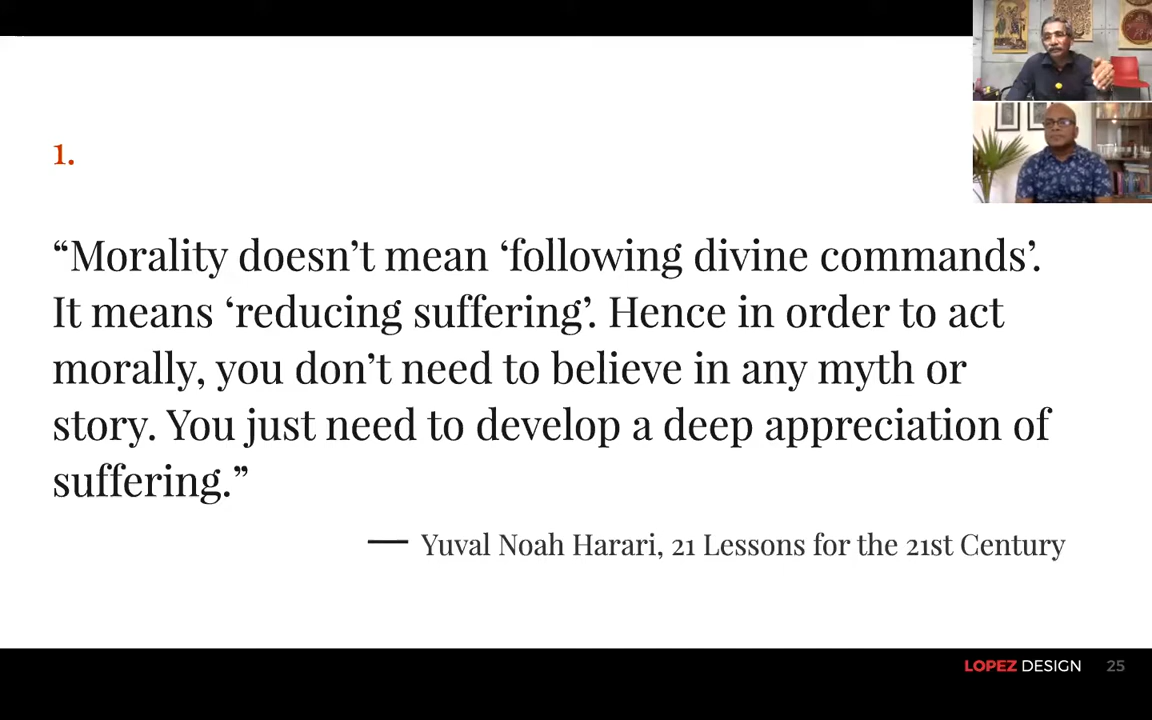 1.
“Morality doesn’t mean ‘following divine commands’.
It means ‘reducing suffering’. Hence in order to act
morally, you don’t need to believe in any myth or
story. You just need to develop a deep appreciation of
suffering.”
— Yuval Noah Harari, 21 Lessons for the 21st Century
LOPEZ DESIGN 25